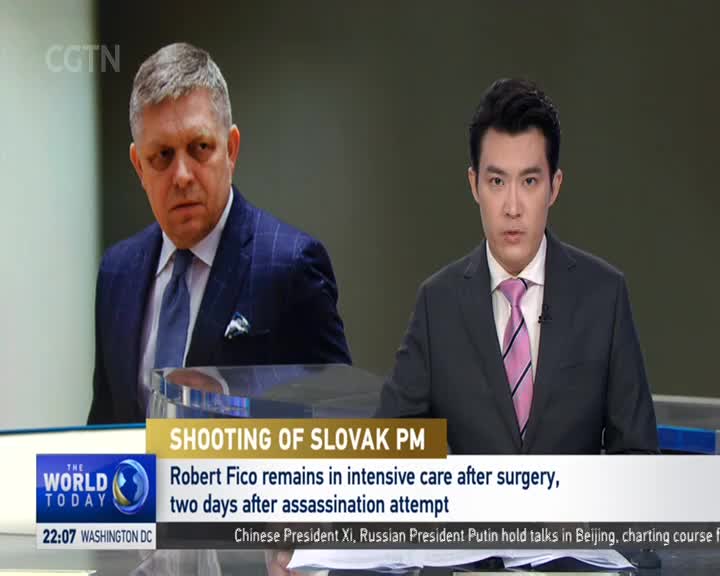 CGTN
SHOOTING OF SLOVAK PM
Robert Fico remains in intensive care after surgery,
two days after assassination attempt
THE
WORLD
TODAY
22:07 WASHINGTON DC
Chinese President Xi, Russian President Putin hold talks in Beijing, charting course f